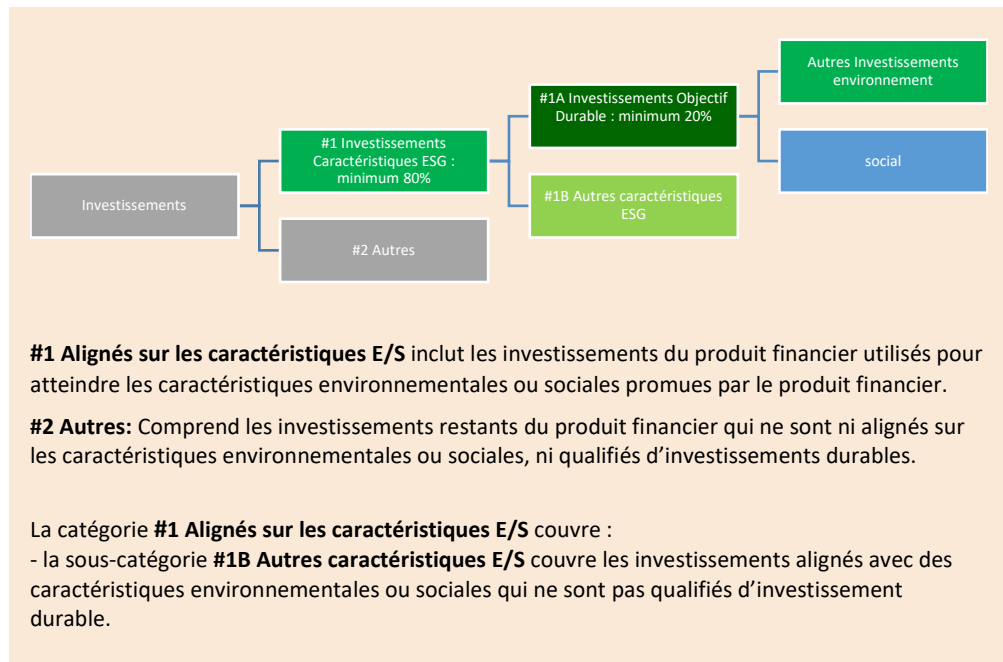 Autres Investissements
environnement
#1A Investissements Objectif
Durable : minimum 20%
#1 Investissements
Caractéristiques ESG :
minimum 80%
social
Investissements
#1B Autres caractéristiques
ESG
#2 Autres
#1 Alignés sur les caractéristiques E/S inclut les investissements du produit financier utilisés pour
atteindre les caractéristiques environnementales ou sociales promues par le produit financier.
#2 Autres: Comprend les investissements restants du produit financier qui ne sont ni alignés sur
les caractéristiques environnementales ou sociales, ni qualifiés d’investissements durables.
La catégorie #1 Alignés sur les caractéristiques E/S couvre :
- la sous-catégorie #1B Autres caractéristiques E/S couvre les investissements alignés avec des
caractéristiques environnementales ou sociales qui ne sont pas qualifiés d’investissement
durable.